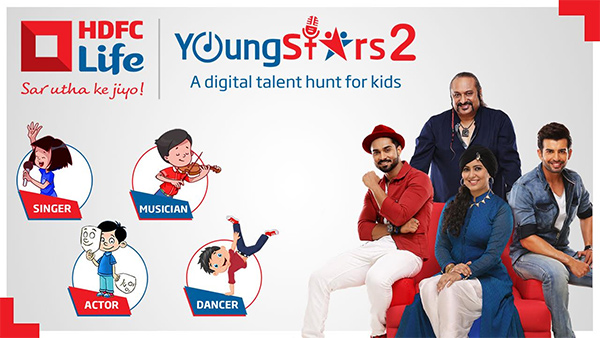 HDFC
Life
Sar utha ke jiyo!
YoungStars 2
A digital talent hunt for kids
SINGER
MUSICIAN
ACTOR
DANCER